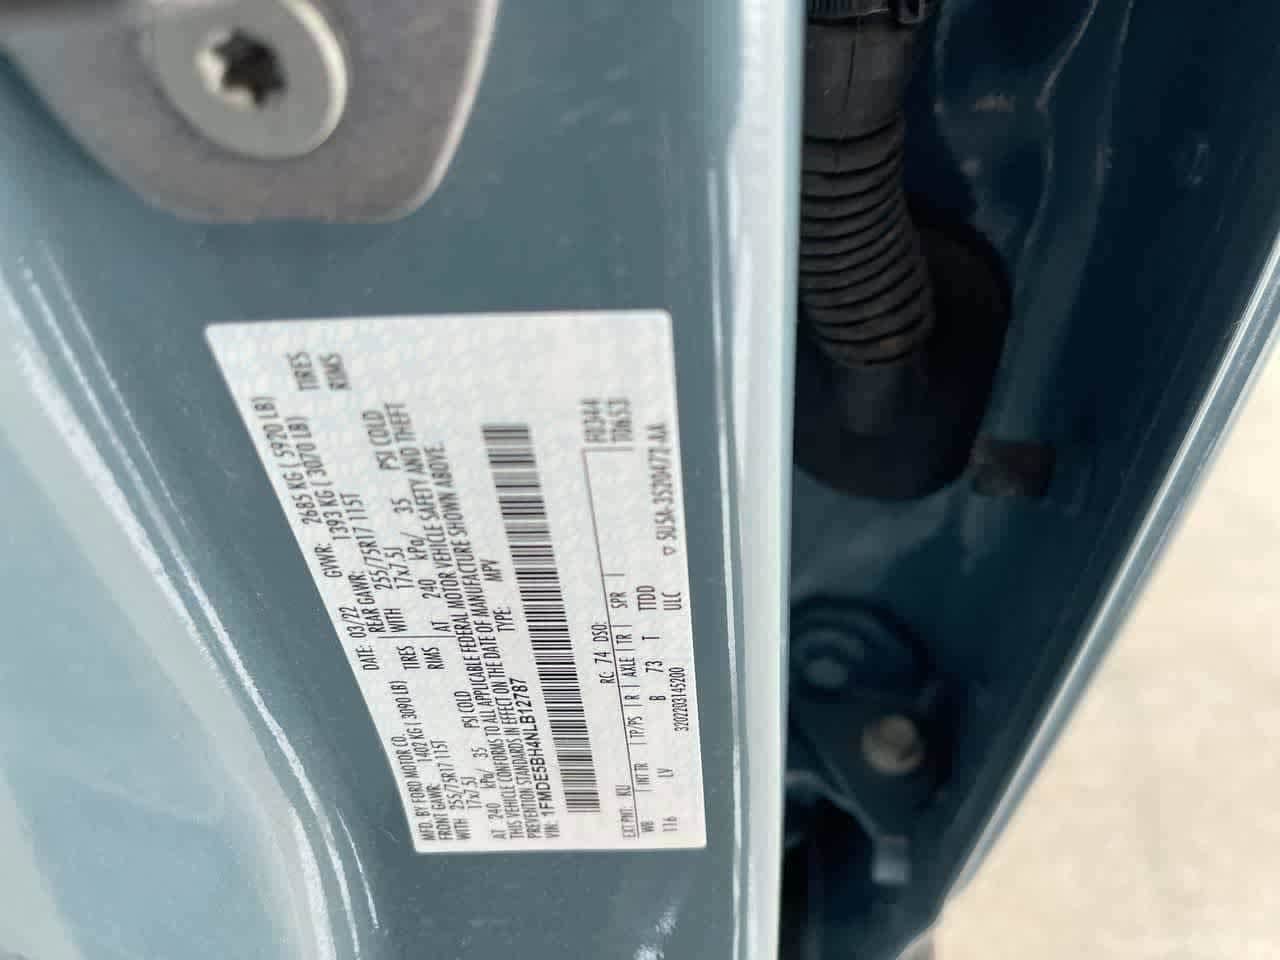 MFD. BY FORD MOTOR CO.
DATE: 03/22 GVWR: 2685 KG ( 5920 LB)
FRONT GAWR: 1402 KG ( 3090 LB) REAR GAWR: 1393 KG ( 3070 LB)
WITH 255/75R17 115T TIRES WITH 255/75R17 115T TIRES
17x7.5J RIMS 17x7.5J RIMS
AT 240 kPa/ 35 PSI COLD AT 240 kPa/ 35 PSI COLD
THIS VEHICLE CONFORMS TO ALL APPLICABLE FEDERAL MOTOR VEHICLE SAFETY AND THEFT
PREVENTION STANDARDS IN EFFECT ON THE DATE OF MANUFACTURE SHOWN ABOVE.
VIN: 1FMDE5BH4NLB12787 TYPE: MPV
EXT PNT: KU RC: 74 DSO: F0344
WB INT TR TP/PS R AXLE TR SPR T0653
116 LV B 73 T TTDD
3202203145200 ULC ▽ SU5A-3520472-AA